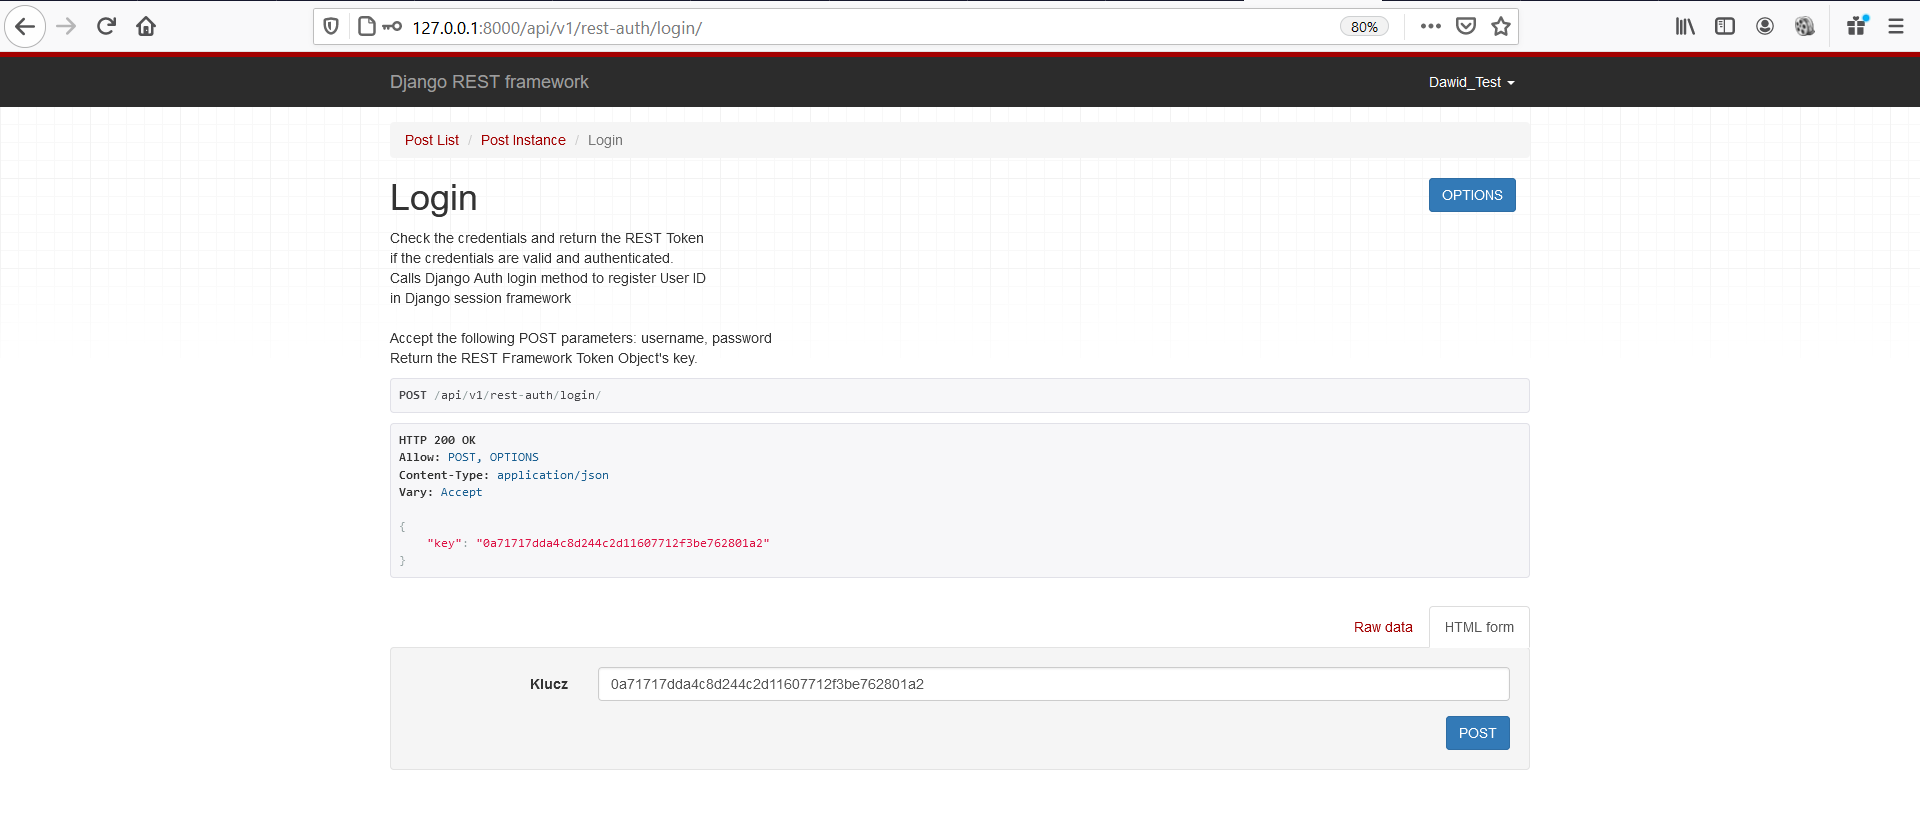 127.0.0.1:8000/api/v1/rest-auth/login/
80%
Django REST framework
Dawid_Test
Post List / Post Instance / Login
Login
OPTIONS
Check the credentials and return the REST Token
if the credentials are valid and authenticated.
Calls Django Auth login method to register User ID
in Django session framework
Accept the following POST parameters: username, password
Return the REST Framework Token Object's key.
POST /api/v1/rest-auth/login/
HTTP 200 OK
Allow: POST, OPTIONS
Content-Type: application/json
Vary: Accept
{
"key": "0a71717dda4c8d244c2d11607712f3be762801a2"
}
Raw data
HTML form
Klucz
0a71717dda4c8d244c2d11607712f3be762801a2
POST